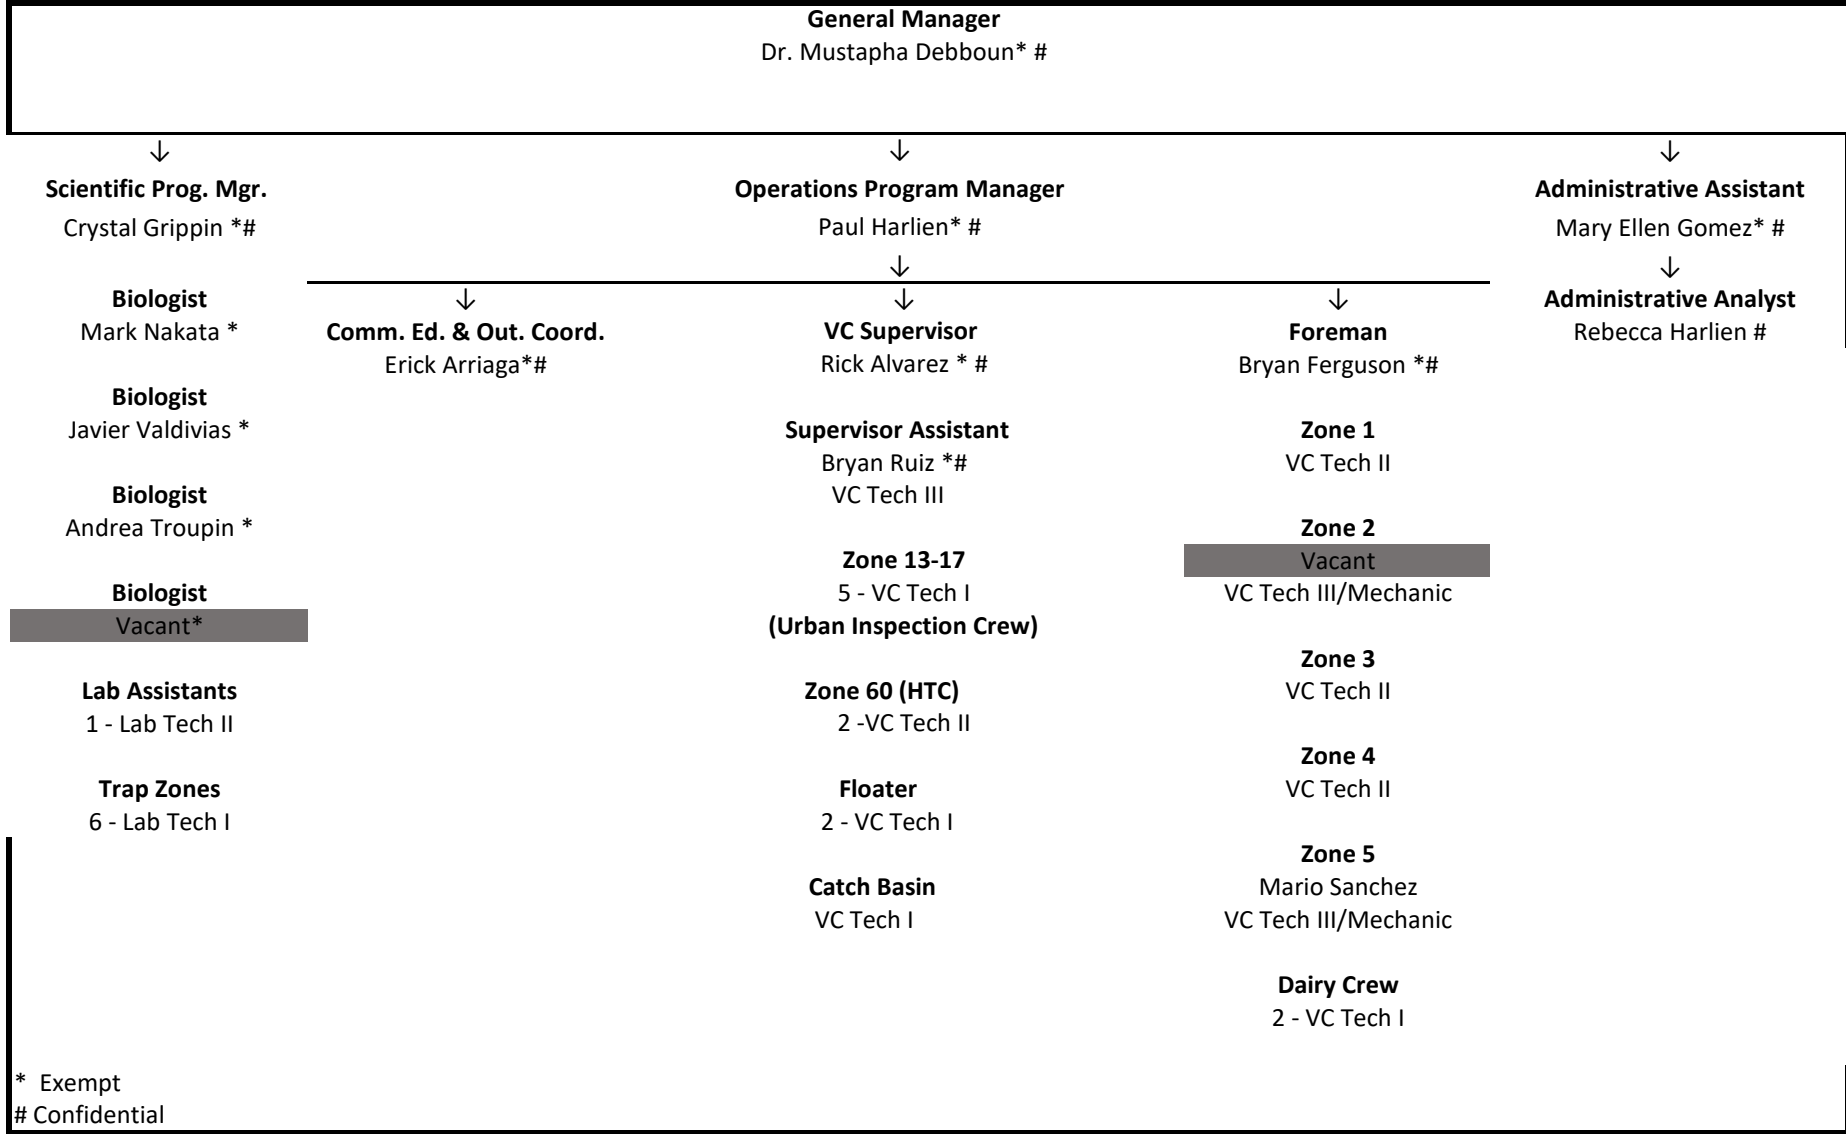 General Manager
Dr. Mustapha Debboun* #
↓
Scientific Prog. Mgr.
Crystal Grippin *#
Biologist
Mark Nakata *
Biologist
Javier Valdivias *
Biologist
Andrea Troupin *
Biologist
Vacant*
Lab Assistants
1 - Lab Tech II
Trap Zones
6 - Lab Tech I
↓
Operations Program Manager
Paul Harlien* #
↓
↓
Comm. Ed. & Out. Coord.
Erick Arriaga*#
↓
VC Supervisor
Rick Alvarez * #
Supervisor Assistant
Bryan Ruiz *#
VC Tech III
Zone 13-17
5 - VC Tech I
(Urban Inspection Crew)
Zone 60 (HTC)
2 -VC Tech II
Floater
2 - VC Tech I
Catch Basin
VC Tech I
↓
Foreman
Bryan Ferguson *#
Zone 1
VC Tech II
Zone 2
Vacant
VC Tech III/Mechanic
Zone 3
VC Tech II
Zone 4
VC Tech II
Zone 5
Mario Sanchez
VC Tech III/Mechanic
Dairy Crew
2 - VC Tech I
↓
Administrative Assistant
Mary Ellen Gomez* #
↓
Administrative Analyst
Rebecca Harlien #
* Exempt
# Confidential